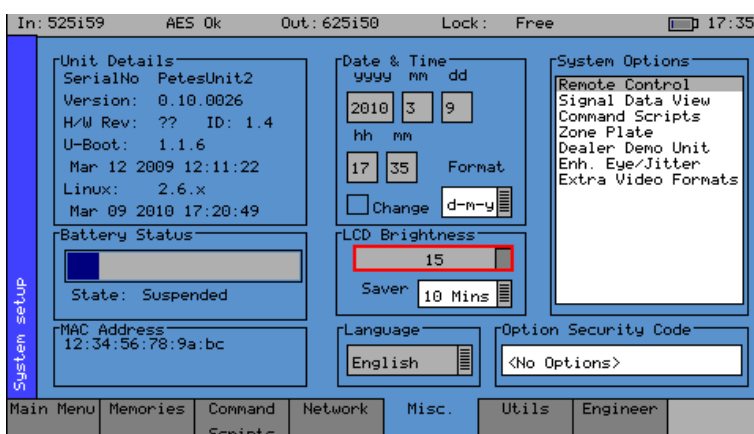 In:525i59 AES Ok Out:625i50 Lock: Free 17:35
Unit Details
SerialNo PetesUnit2
Version: 0.10.0026
H/W Rev: ?? ID: 1.4
U-Boot: 1.1.6
Mar 12 2009 12:11:22
Linux: 2.6.x
Mar 09 2010 17:20:49
Date & Time
yyyy mm dd
2010 3 9
hh mm
17 35 Format
Change d-m-y
System Options
Remote Control
Signal Data View
Command Scripts
Zone Plate
Dealer Demo Unit
Enh. Eye/Jitter
Extra Video Formats
Battery Status
State: Suspended
LCD Brightness
15
Saver 10 Mins
MAC Address
12:34:56:78:9a:bc
Language
English
Option Security Code
<No Options>
System setup
Main Menu Memories Command Scripts Network Misc. Utils Engineer